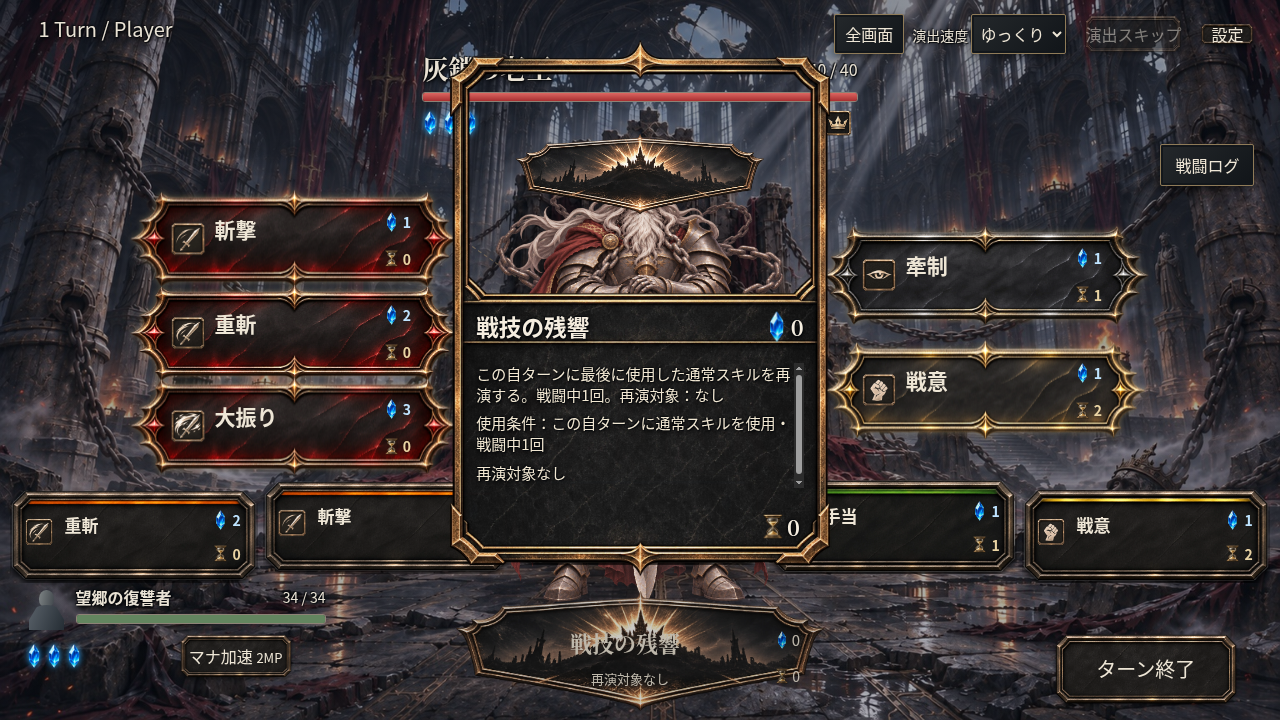 1 Turn / Player
全画面
演出速度
ゆっくり
演出スキップ
設定
/ 40
戦闘ログ
斬撃
1
0
重斬
2
0
大振り
3
0
牽制
1
1
戦意
1
2
戦技の残響
0
この自ターンに最後に使用した通常スキルを再
演する。戦闘中1回。再演対象：なし
使用条件：この自ターンに通常スキルを使用・
戦闘中1回
再演対象なし
0
重斬
2
0
斬撃
手当
1
1
戦意
1
2
望郷の復讐者
34 / 34
マナ加速 2MP
戦技の残響
0
再演対象なし
0
ターン終了